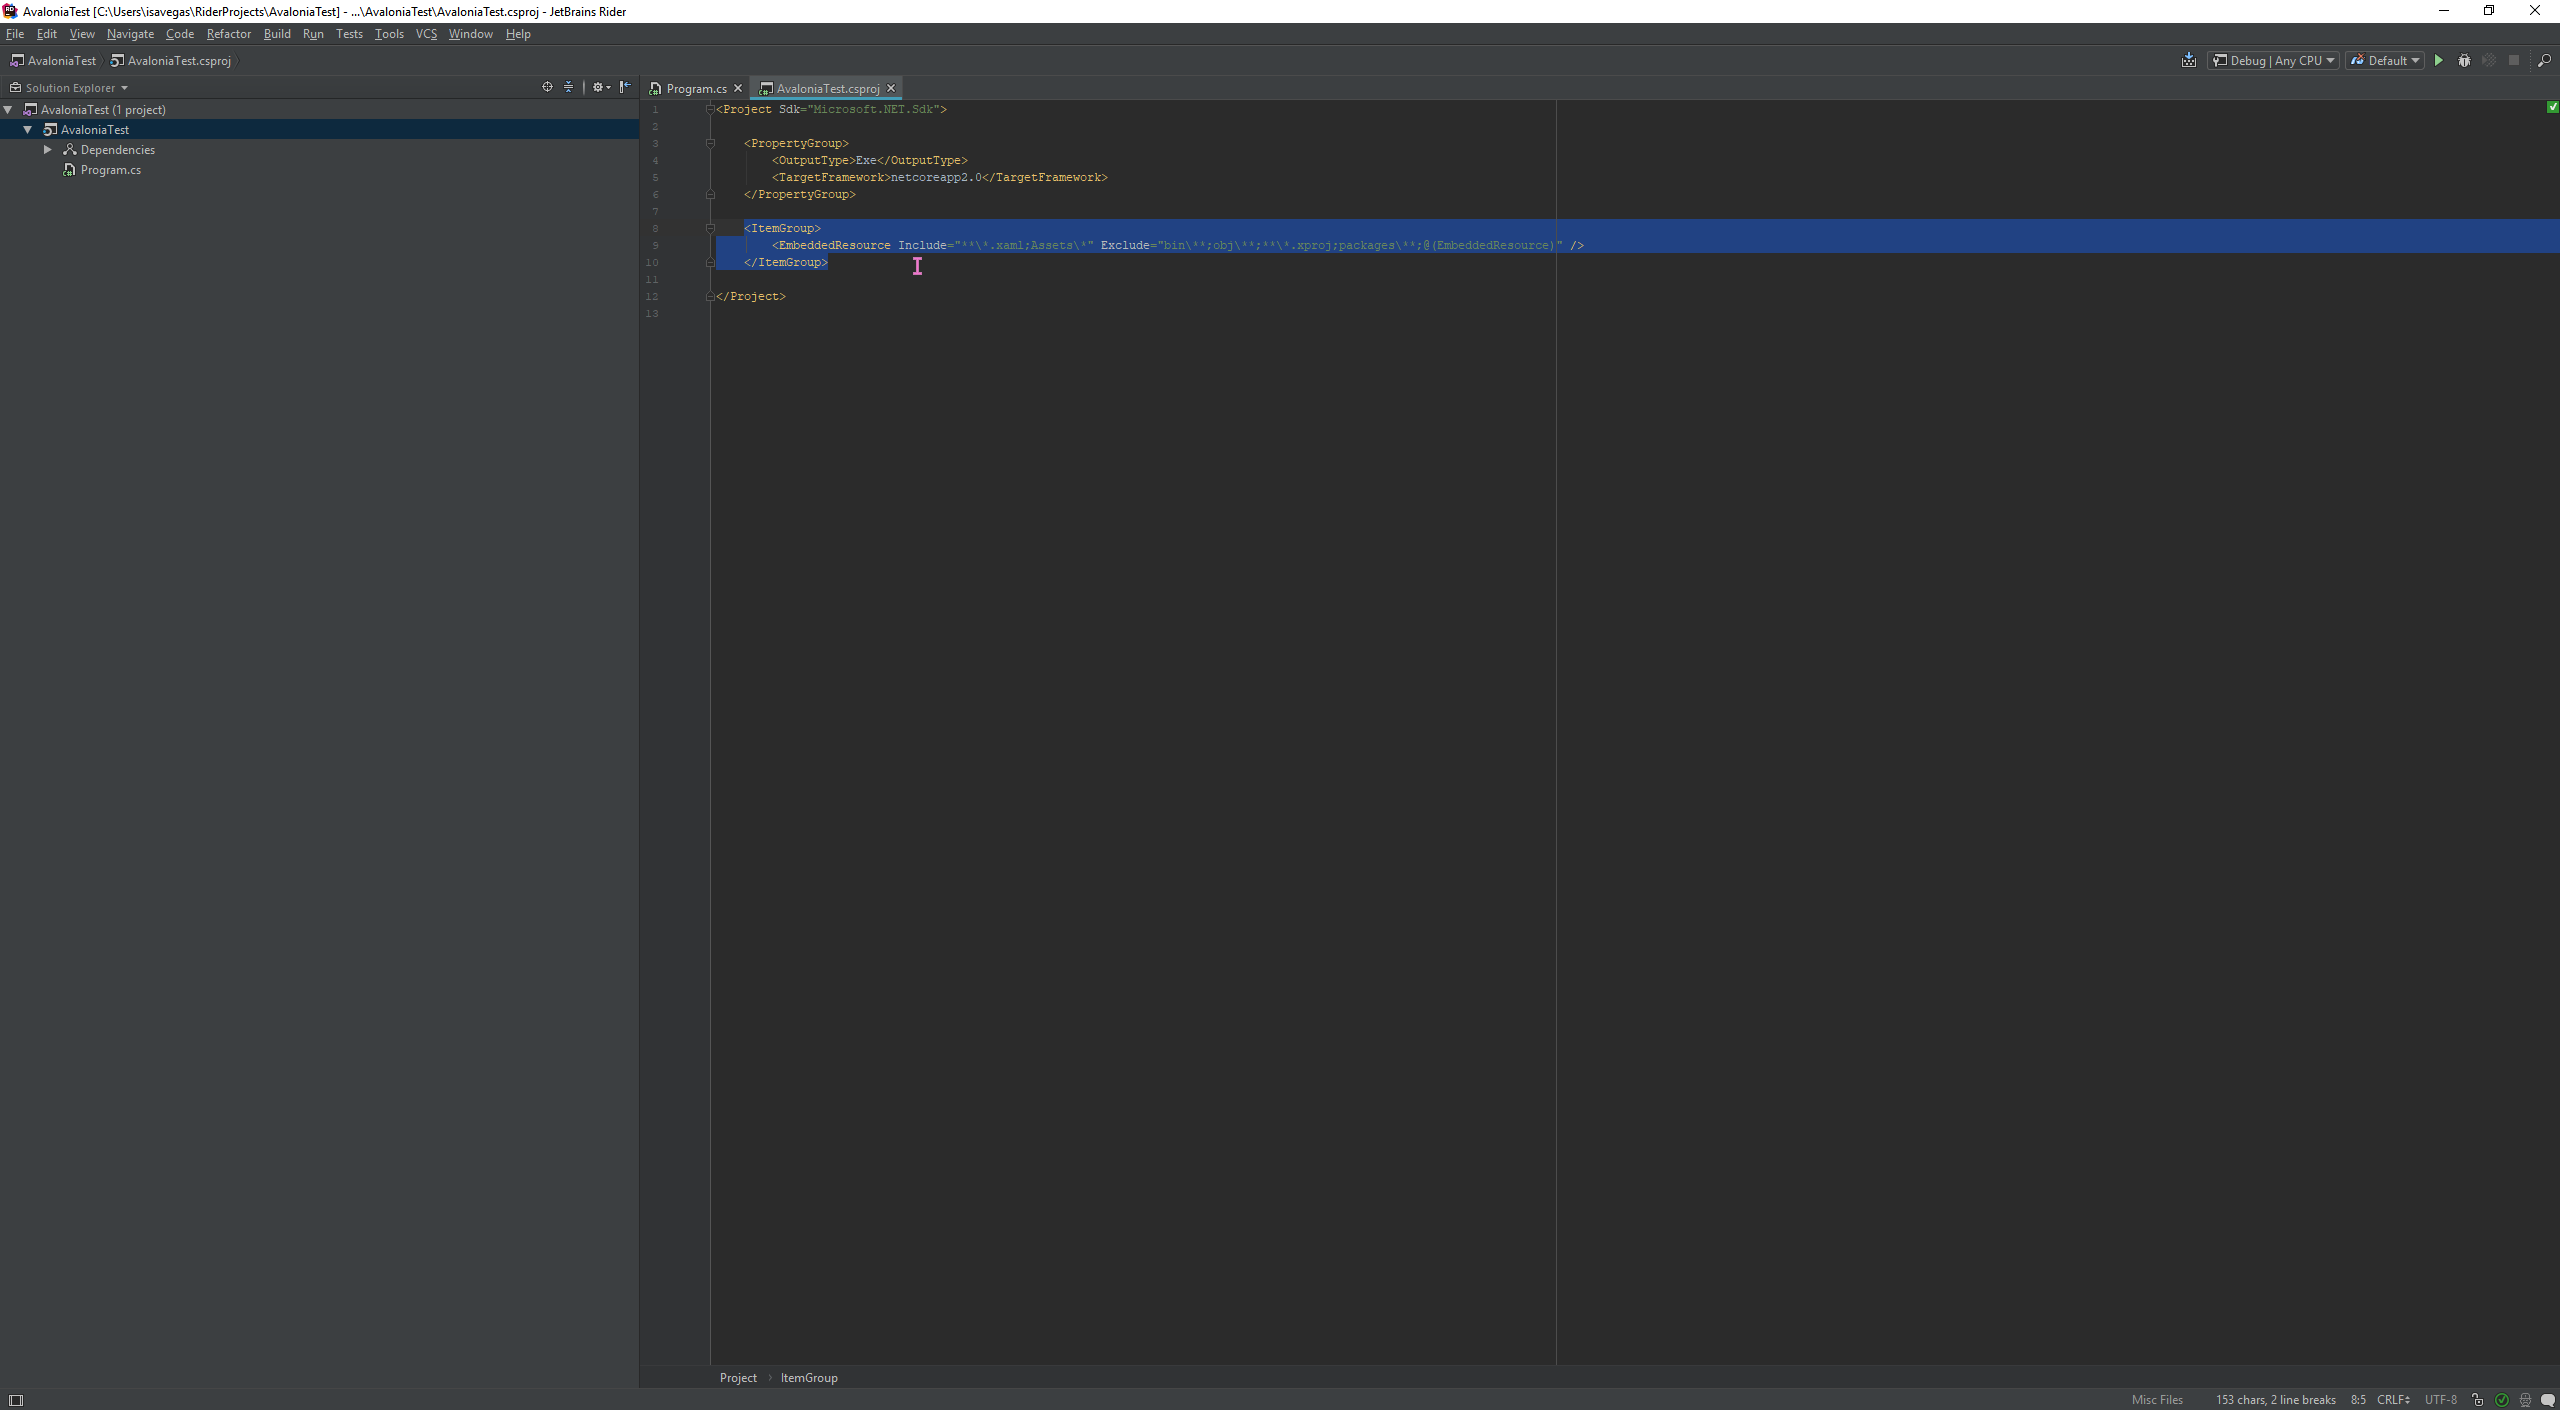 AvaloniaTest [C:\Users\isavegas\RiderProjects\AvaloniaTest] - ...\AvaloniaTest\AvaloniaTest.csproj - JetBrains Rider
File Edit View Navigate Code Refactor Build Run Tests Tools VCS Window Help
AvaloniaTest AvaloniaTest.csproj Debug | Any CPU Default
Solution Explorer
AvaloniaTest (1 project)
AvaloniaTest
Dependencies
Program.cs
Program.cs AvaloniaTest.csproj
1 <Project Sdk="Microsoft.NET.Sdk">
2
3 <PropertyGroup>
4 <OutputType>Exe</OutputType>
5 <TargetFramework>netcoreapp2.0</TargetFramework>
6 </PropertyGroup>
7
8 <ItemGroup>
9 <EmbeddedResource Include="**\*.xaml;Assets\*" Exclude="bin\**;obj\**;**\*.xproj;packages\**;@(EmbeddedResource)" />
10 </ItemGroup>
11
12 </Project>
13
Project ItemGroup
Misc Files 153 chars, 2 line breaks 8:5 CRLF UTF-8